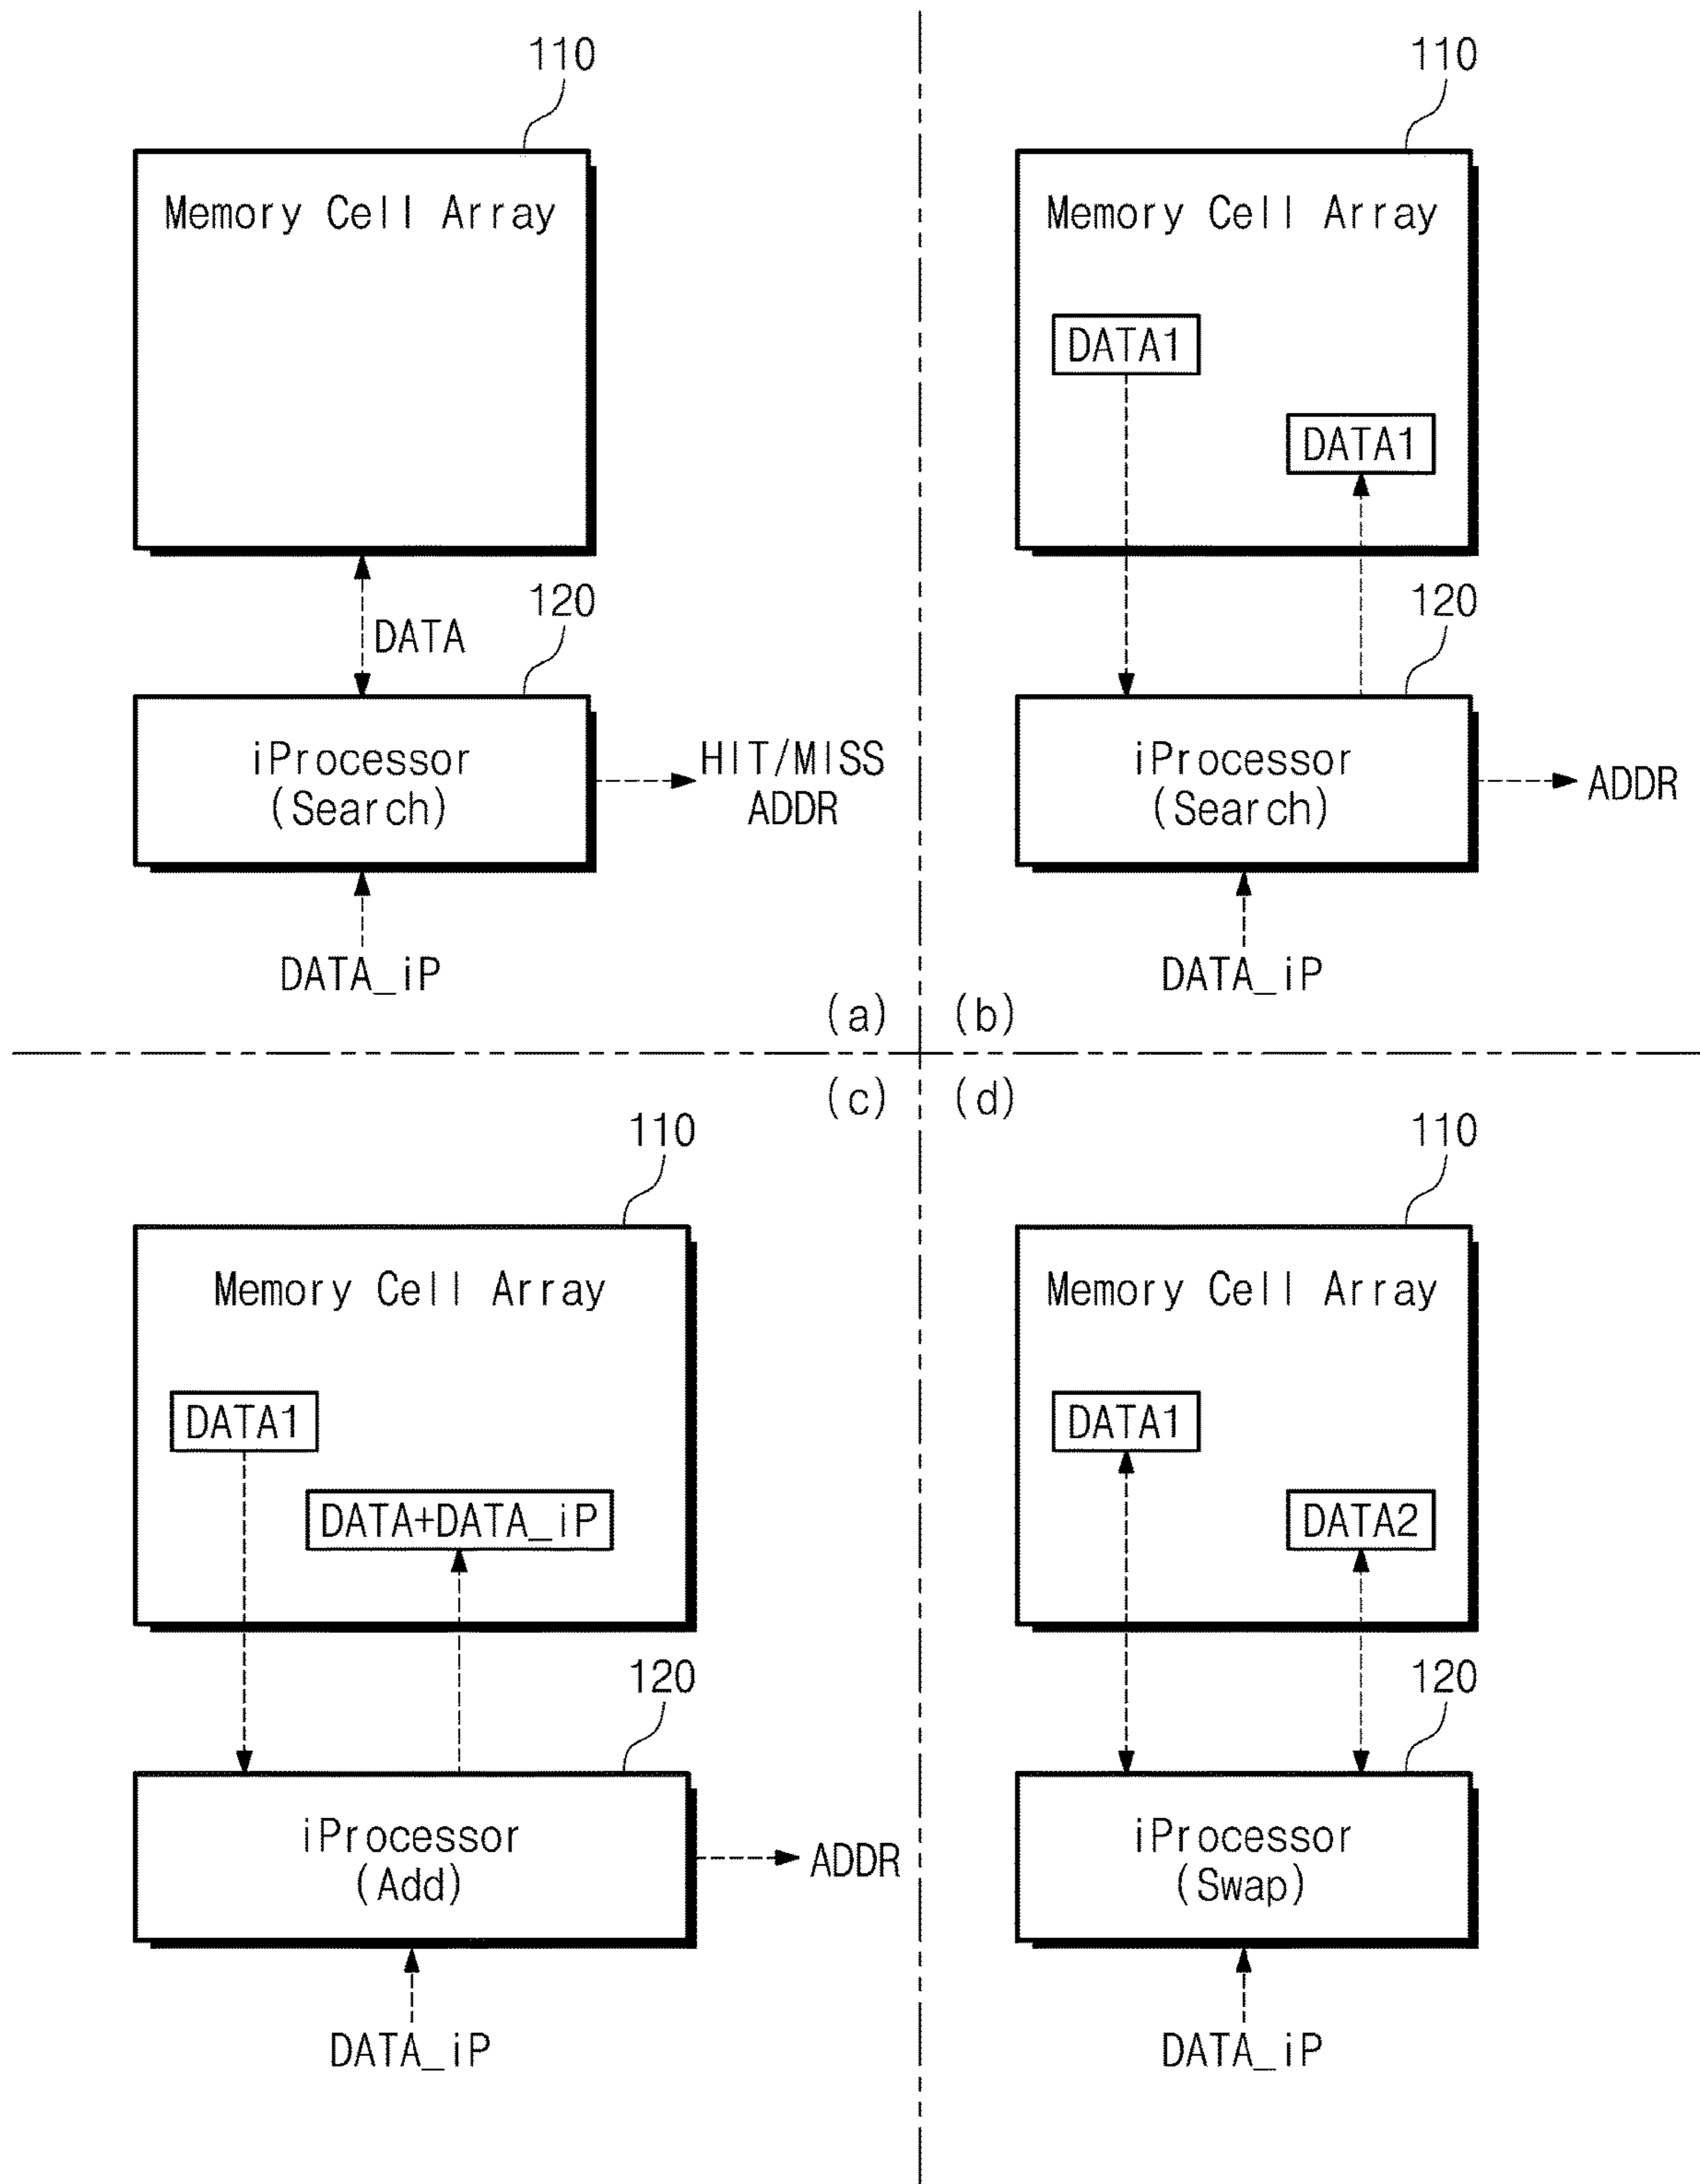 110
Memory Cell Array
DATA
120
iProcessor
(Search)
HIT/MISS
ADDR
DATA_iP
(a)
110
Memory Cell Array
DATA1
DATA1
120
iProcessor
(Search)
ADDR
DATA_iP
(b)
(c)
110
Memory Cell Array
DATA1
DATA+DATA_iP
120
iProcessor
(Add)
ADDR
DATA_iP
(d)
110
Memory Cell Array
DATA1
DATA2
120
iProcessor
(Swap)
DATA_iP